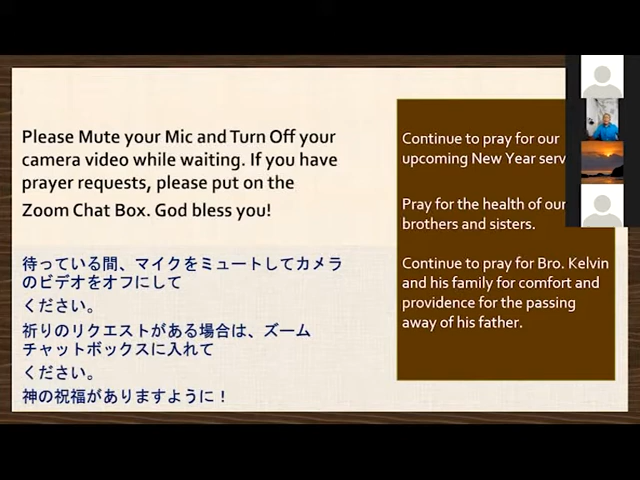 Please Mute your Mic and Turn Off your
camera video while waiting. If you have
prayer requests, please put on the
Zoom Chat Box. God bless you!
待っている間、マイクをミュートしてカメラ
のビデオをオフにして
ください。
祈りのリクエストがある場合は、ズーム
チャットボックスに入れて
ください。
神の祝福がありますように！
Continue to pray for our
upcoming New Year serv
Pray for the health of our
brothers and sisters.
Continue to pray for Bro. Kelvin
and his family for comfort and
providence for the passing
away of his father.